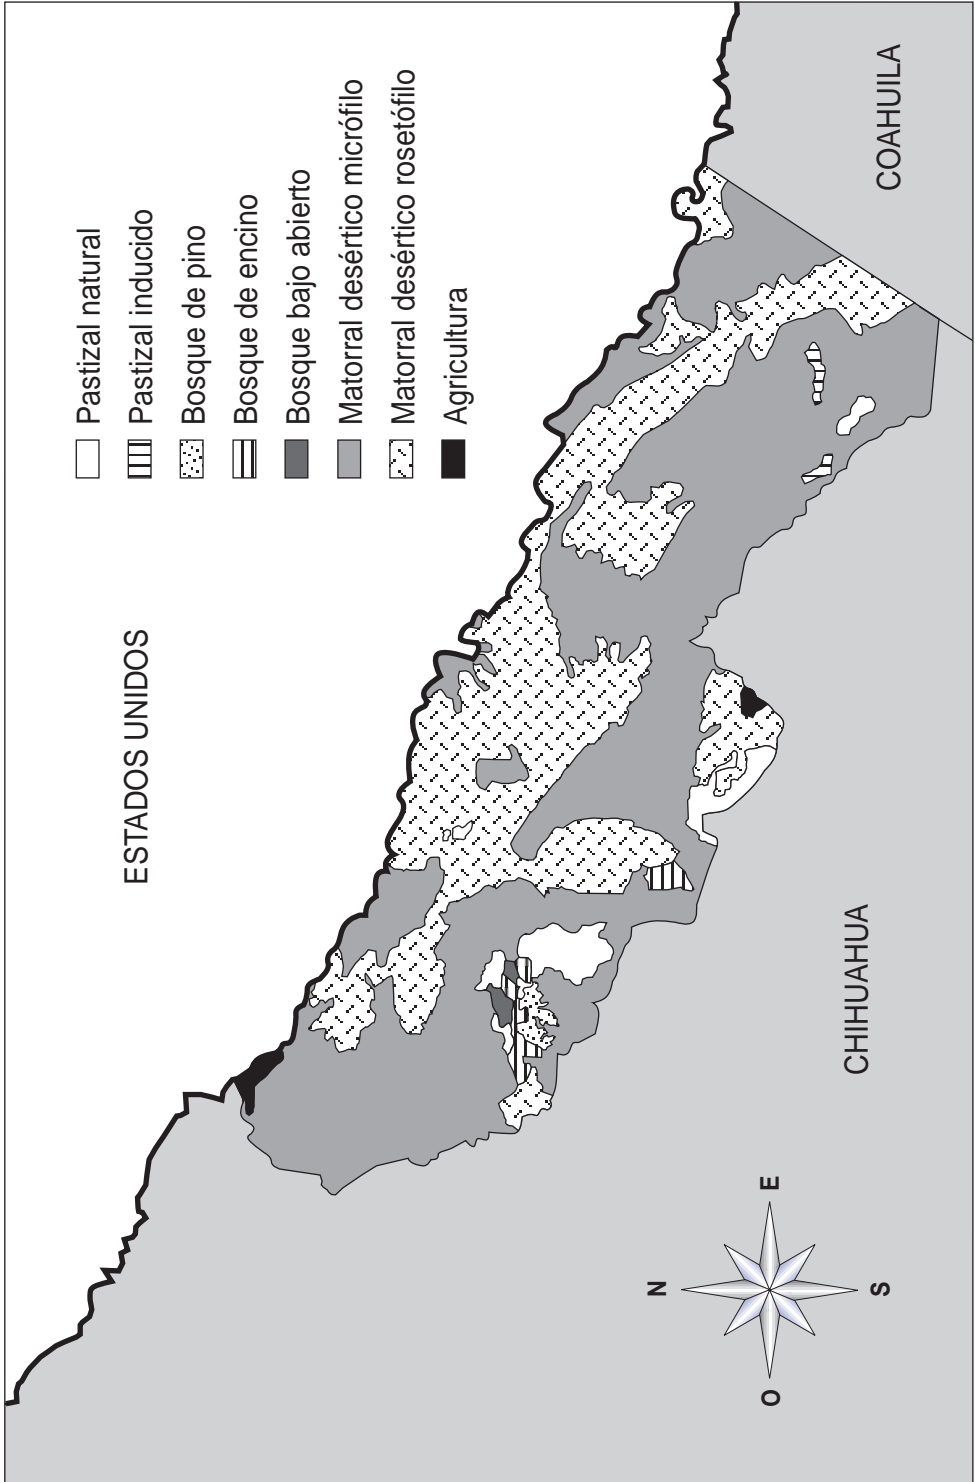 ESTADOS UNIDOS
Pastizal natural
Pastizal inducido
Bosque de pino
Bosque de encino
Bosque bajo abierto
Matorral desértico micrófilo
Matorral desértico rosetófilo
Agricultura
COAHUILA
CHIHUAHUA
N
O
E
S